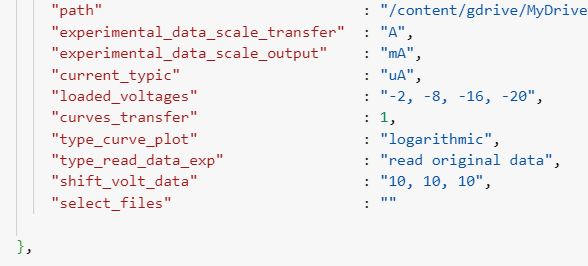 "path" : "/content/gdrive/MyDrive
"experimental_data_scale_transfer" : "A",
"experimental_data_scale_output" : "mA",
"current_typic" : "uA",
"loaded_voltages" : "-2, -8, -16, -20",
"curves_transfer" : 1,
"type_curve_plot" : "logarithmic",
"type_read_data_exp" : "read original data",
"shift_volt_data" : "10, 10, 10",
"select_files" : ""
},